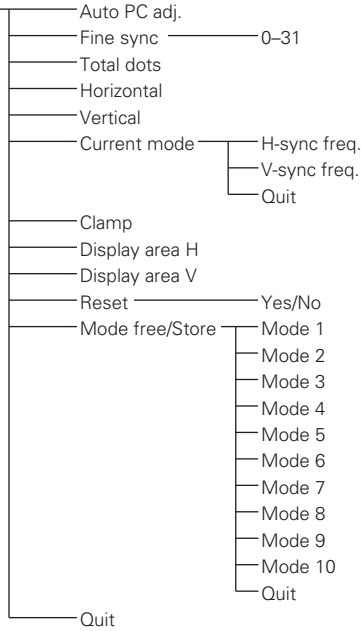 Auto PC adj.
Fine sync 0–31
Total dots
Horizontal
Vertical
Current mode H-sync freq.
V-sync freq.
Quit
Clamp
Display area H
Display area V
Reset Yes/No
Mode free/Store Mode 1
Mode 2
Mode 3
Mode 4
Mode 5
Mode 6
Mode 7
Mode 8
Mode 9
Mode 10
Quit
Quit